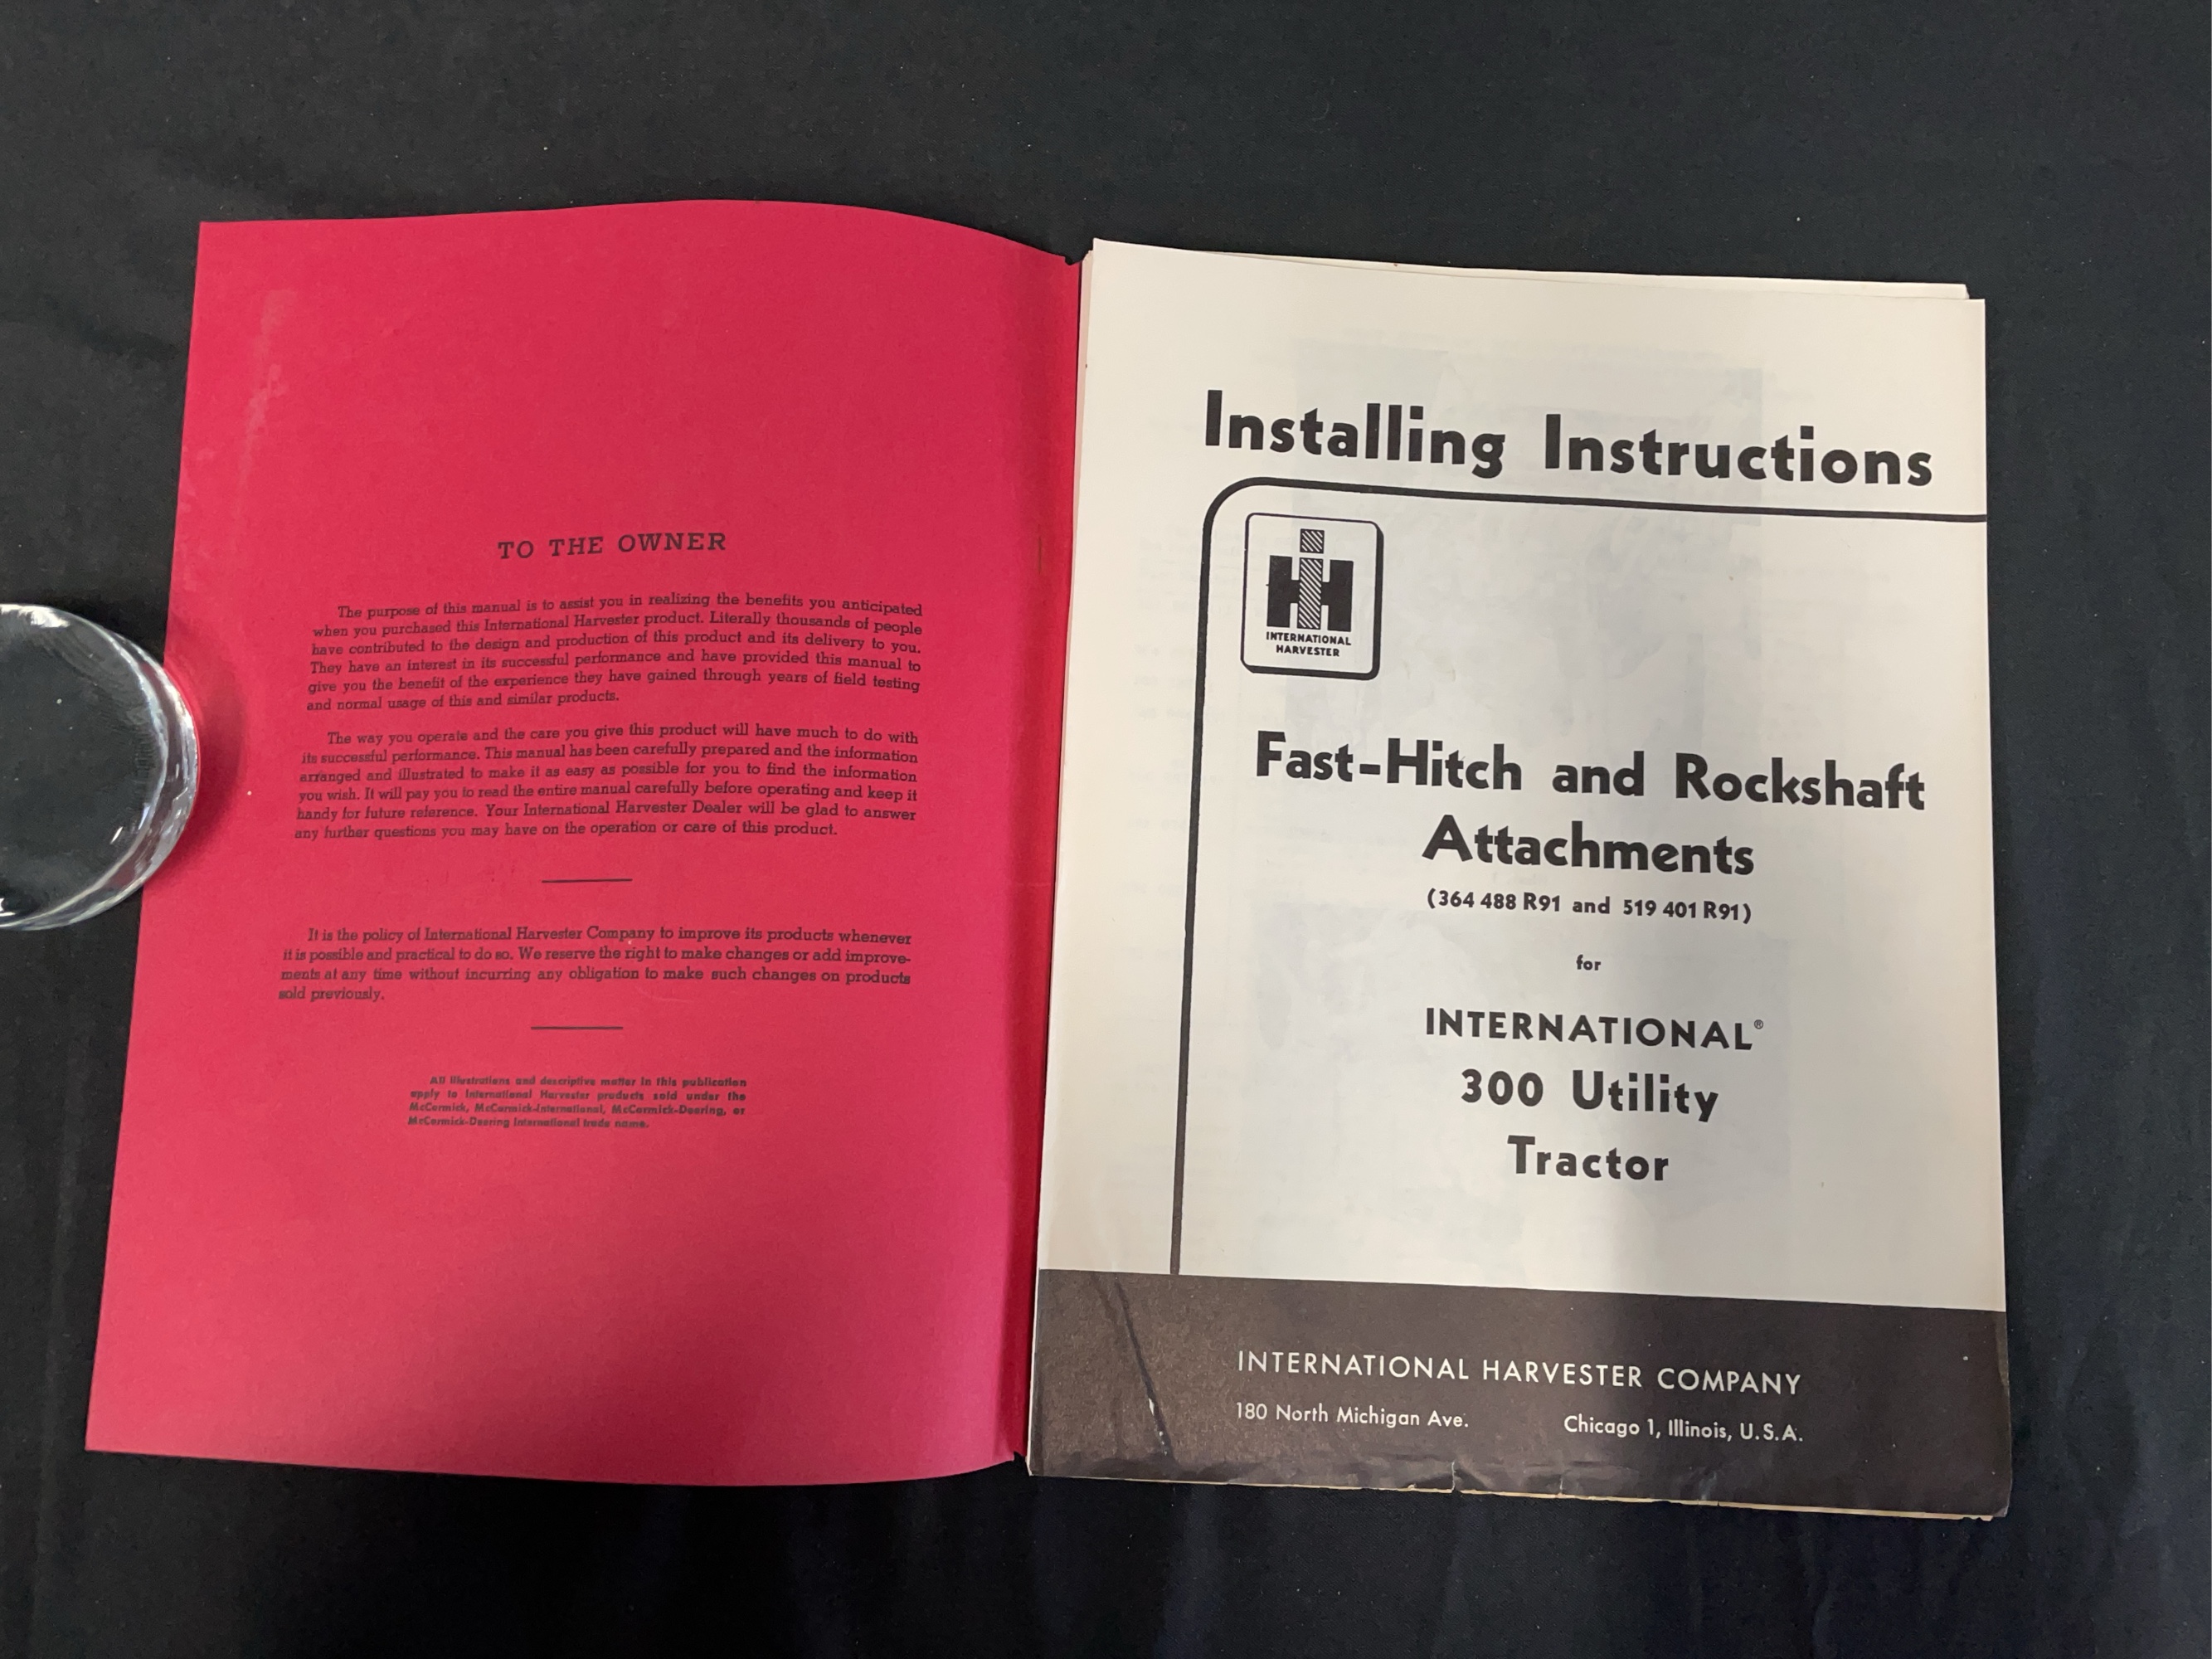 TO THE OWNER
The purpose of this manual is to assist you in realizing the benefits you anticipated
when you purchased this International Harvester product. Literally thousands of people
have contributed to the design and production of this product and its delivery to you.
They have an interest in its successful performance and have provided this manual to
give you the benefit of the experience they have gained through years of field testing
and normal usage of this and similar products.
The way you operate and the care you give this product will have much to do with
its successful performance. This manual has been carefully prepared and the information
arranged and illustrated to make it as easy as possible for you to find the information
you wish. It will pay you to read the entire manual carefully before operating and keep it
handy for future reference. Your International Harvester Dealer will be glad to answer
any further questions you may have on the operation or care of this product.
It is the policy of International Harvester Company to improve its products whenever
it is possible and practical to do so. We reserve the right to make changes or add improve-
ments at any time without incurring any obligation to make such changes on products
sold previously.
All illustrations and descriptive matter in this publication
apply to International Harvester products sold under the
McCormick, McCormick-International, McCormick-Deering, or
McCormick-Deering International trade name.
Installing Instructions
IH
INTERNATIONAL
HARVESTER
Fast-Hitch and Rockshaft
Attachments
(364 488 R91 and 519 401 R91)
for
INTERNATIONAL®
300 Utility
Tractor
INTERNATIONAL HARVESTER COMPANY
180 North Michigan Ave. Chicago 1, Illinois, U.S.A.